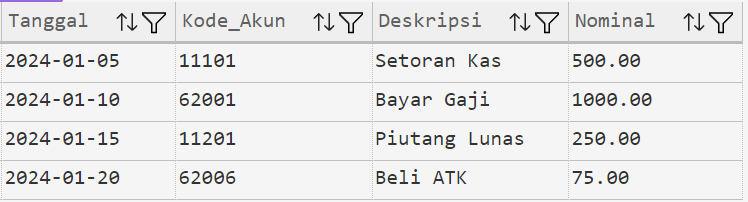 Tanggal Kode_Akun Deskripsi Nominal
2024-01-05 11101 Setoran Kas 500.00
2024-01-10 62001 Bayar Gaji 1000.00
2024-01-15 11201 Piutang Lunas 250.00
2024-01-20 62006 Beli ATK 75.00